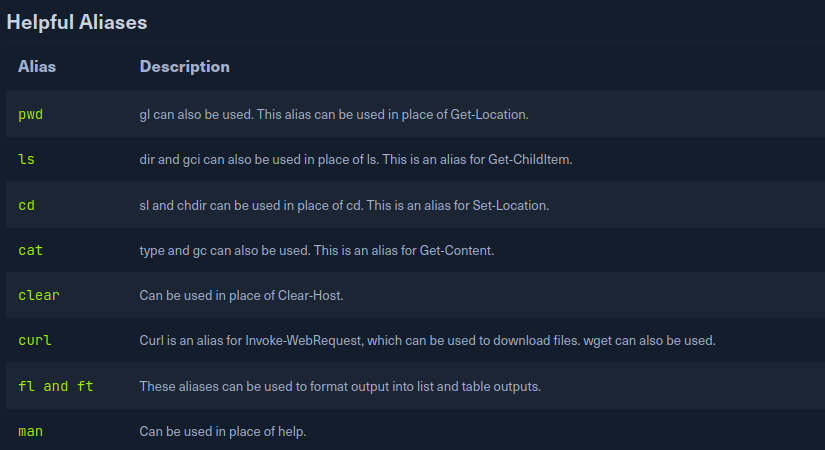 Helpful Aliases
Alias Description
pwd gl can also be used. This alias can be used in place of Get-Location.
ls dir and gci can also be used in place of ls. This is an alias for Get-ChildItem.
cd sl and chdir can be used in place of cd. This is an alias for Set-Location.
cat type and gc can also be used. This is an alias for Get-Content.
clear Can be used in place of Clear-Host.
curl Curl is an alias for Invoke-WebRequest, which can be used to download files. wget can also be used.
fl and ft These aliases can be used to format output into list and table outputs.
man Can be used in place of help.